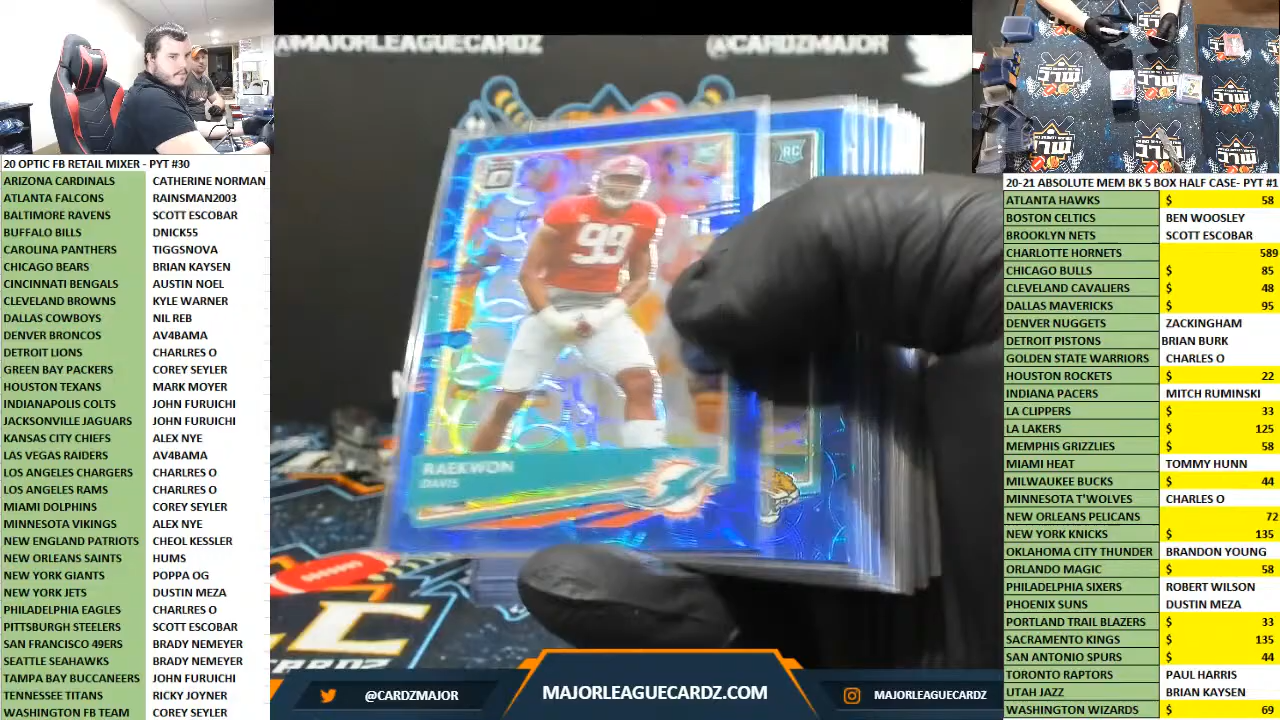 @MAJORLEAGUECARDZ
@CARDZMAJOR
20 OPTIC FB RETAIL MIXER - PYT #30
ARIZONA CARDINALS CATHERINE NORMAN
ATLANTA FALCONS RAINSMAN2003
BALTIMORE RAVENS SCOTT ESCOBAR
BUFFALO BILLS DNICK55
CAROLINA PANTHERS TIGGSNOVA
CHICAGO BEARS BRIAN KAYSEN
CINCINNATI BENGALS AUSTIN NOEL
CLEVELAND BROWNS KYLE WARNER
DALLAS COWBOYS NIL REB
DENVER BRONCOS AV4BAMA
DETROIT LIONS CHARLRES O
GREEN BAY PACKERS COREY SEYLER
HOUSTON TEXANS MARK MOYER
INDIANAPOLIS COLTS JOHN FURUICHI
JACKSONVILLE JAGUARS JOHN FURUICHI
KANSAS CITY CHIEFS ALEX NYE
LAS VEGAS RAIDERS AV4BAMA
LOS ANGELES CHARGERS CHARLRES O
LOS ANGELES RAMS CHARLRES O
MIAMI DOLPHINS COREY SEYLER
MINNESOTA VIKINGS ALEX NYE
NEW ENGLAND PATRIOTS CHEOL KESSLER
NEW ORLEANS SAINTS HUMS
NEW YORK GIANTS POPPA OG
NEW YORK JETS DUSTIN MEZA
PHILADELPHIA EAGLES CHARLRES O
PITTSBURGH STEELERS SCOTT ESCOBAR
SAN FRANCISCO 49ERS BRADY NEMEYER
SEATTLE SEAHAWKS BRADY NEMEYER
TAMPA BAY BUCCANEERS JOHN FURUICHI
TENNESSEE TITANS RICKY JOYNER
WASHINGTON FB TEAM COREY SEYLER
RC
99
RAEKWON
DAVIS
@CARDZMAJOR
MAJORLEAGUECARDZ.COM
MAJORLEAGUECARDZ
20-21 ABSOLUTE MEM BK 5 BOX HALF CASE- PYT #1
ATLANTA HAWKS $ 58
BOSTON CELTICS BEN WOOSLEY
BROOKLYN NETS SCOTT ESCOBAR
CHARLOTTE HORNETS 589
CHICAGO BULLS $ 85
CLEVELAND CAVALIERS $ 48
DALLAS MAVERICKS $ 95
DENVER NUGGETS ZACKINGHAM
DETROIT PISTONS BRIAN BURK
GOLDEN STATE WARRIORS CHARLES O
HOUSTON ROCKETS $ 22
INDIANA PACERS MITCH RUMINSKI
LA CLIPPERS $ 33
LA LAKERS $ 125
MEMPHIS GRIZZLIES $ 58
MIAMI HEAT TOMMY HUNN
MILWAUKEE BUCKS $ 44
MINNESOTA T'WOLVES CHARLES O
NEW ORLEANS PELICANS 72
NEW YORK KNICKS $ 135
OKLAHOMA CITY THUNDER BRANDON YOUNG
ORLANDO MAGIC $ 58
PHILADELPHIA SIXERS ROBERT WILSON
PHOENIX SUNS DUSTIN MEZA
PORTLAND TRAIL BLAZERS $ 33
SACRAMENTO KINGS $ 135
SAN ANTONIO SPURS $ 44
TORONTO RAPTORS PAUL HARRIS
UTAH JAZZ BRIAN KAYSEN
WASHINGTON WIZARDS $ 69